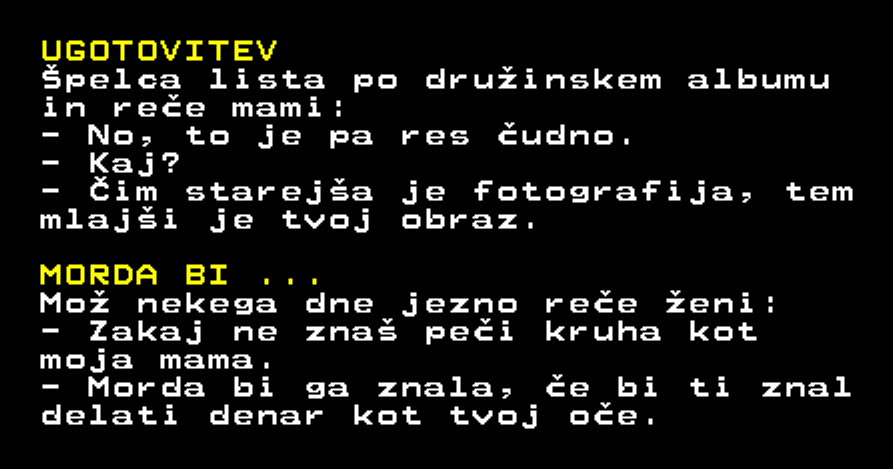 UGOTOVITEV
Špelca lista po družinskem albumu
in reče mami:
- No, to je pa res čudno.
- Kaj?
- Čim starejša je fotografija, tem
mlajši je tvoj obraz.
MORDA BI ...
Mož nekega dne jezno reče ženi:
- Zakaj ne znaš peči kruha kot
moja mama.
- Morda bi ga znala, če bi ti znal
delati denar kot tvoj oče.